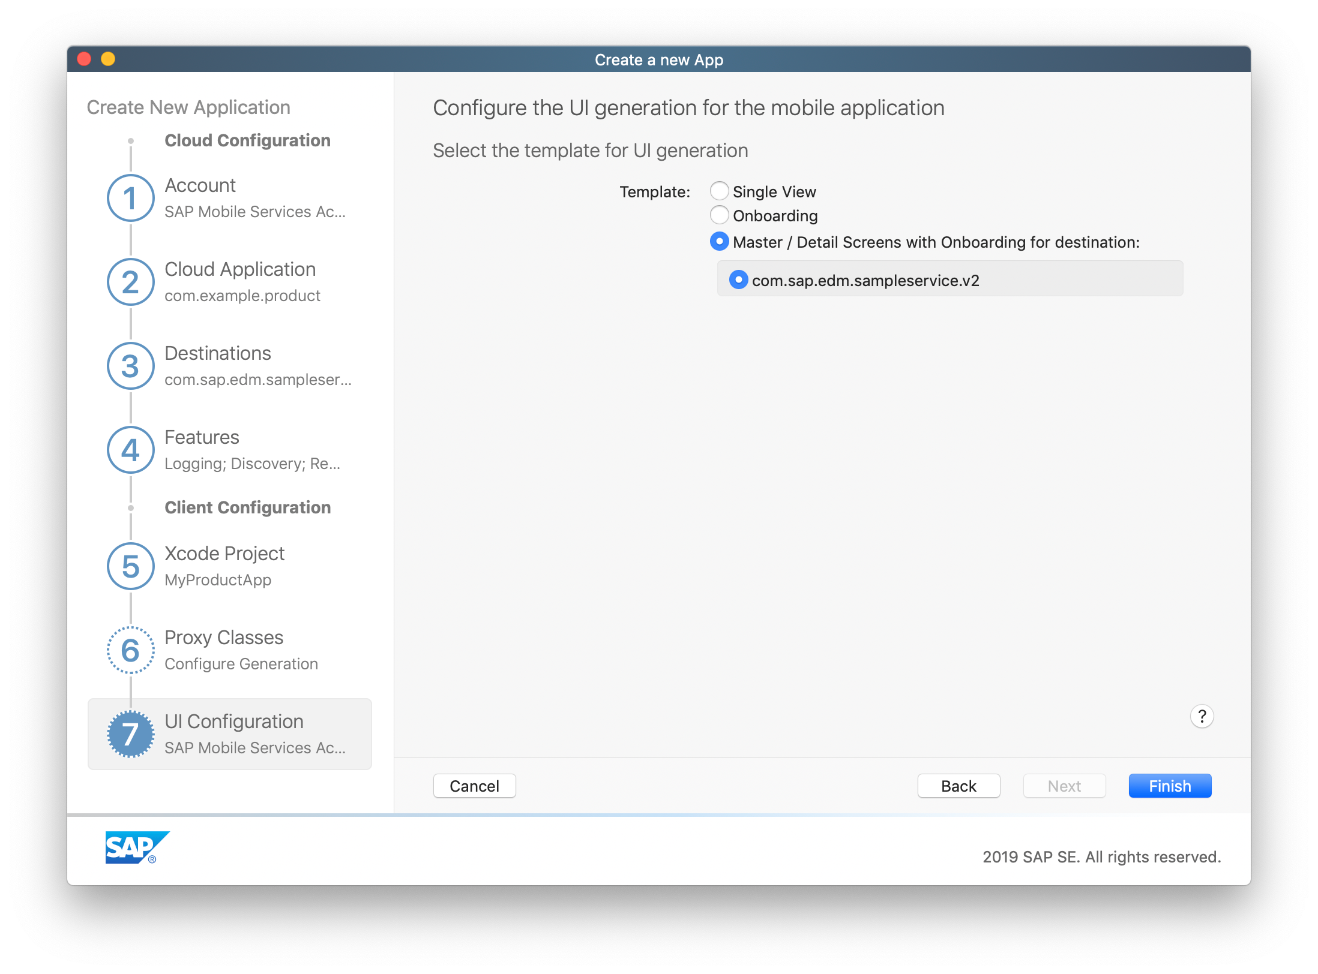 Create a new App
Create New Application
Cloud Configuration
1
Account
SAP Mobile Services Ac...
2
Cloud Application
com.example.product
3
Destinations
com.sap.edm.sampleser...
4
Features
Logging; Discovery; Re...
Client Configuration
5
Xcode Project
MyProductApp
6
Proxy Classes
Configure Generation
7
UI Configuration
SAP Mobile Services Ac...
Configure the UI generation for the mobile application
Select the template for UI generation
Template:
Single View
Onboarding
Master / Detail Screens with Onboarding for destination:
com.sap.edm.sampleservice.v2
?
Cancel
Back
Next
Finish
SAP®
2019 SAP SE. All rights reserved.